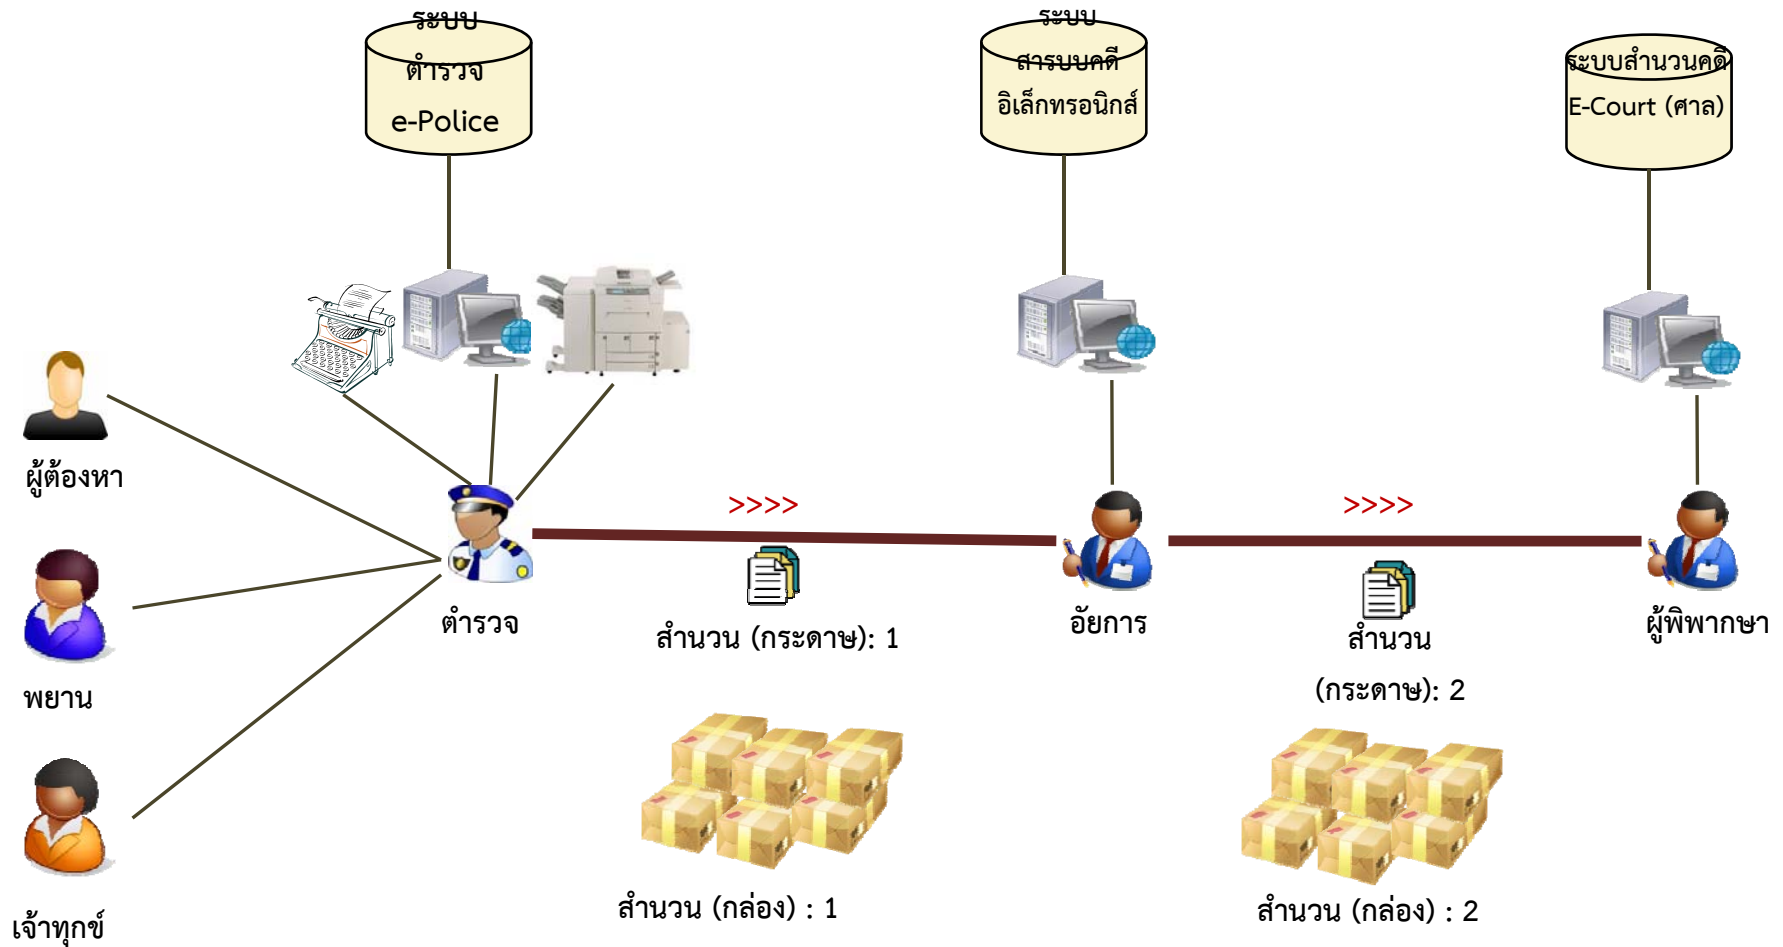 ระบบ
ตำรวจ
e-Police
ระบบ
สารบบคดี
อิเล็กทรอนิกส์
ระบบสำนวนคดี
E-Court (ศาล)
ผู้ต้องหา
>>>>
>>>>
ตำรวจ
สำนวน (กระดาษ): 1
อัยการ
สำนวน
(กระดาษ): 2
ผู้พิพากษา
พยาน
สำนวน (กล่อง) : 1
สำนวน (กล่อง) : 2
เจ้าทุกข์